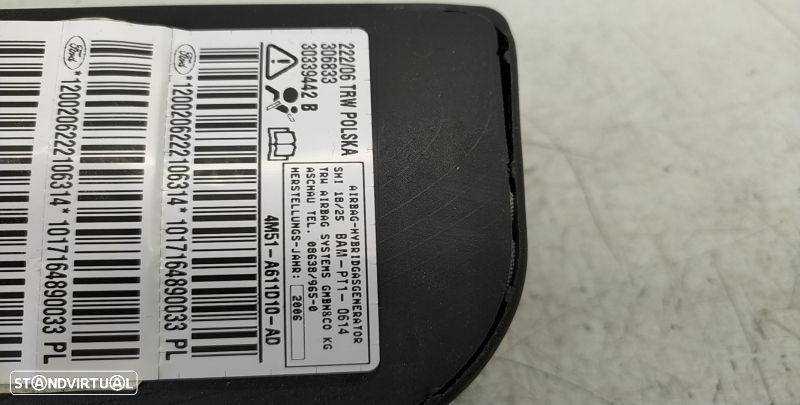 222/06 TRW POLSKA
306833
30339442 B
AIRBAG-HYBRIDGASGENERATOR
SHI 18/25 BAM-PT1-0614
TRW AIRBAG SYSTEMS GMBH&CO KG
ASCHAU TEL. 08638/965-0
HERSTELLUNGS-JAHR: 2006
4M51-A611D10-AD
Ford
*1200206222106314*1017164890033 PL
Ford
*1200206222106314*1017164890033 PL
STANDVIRTUAL